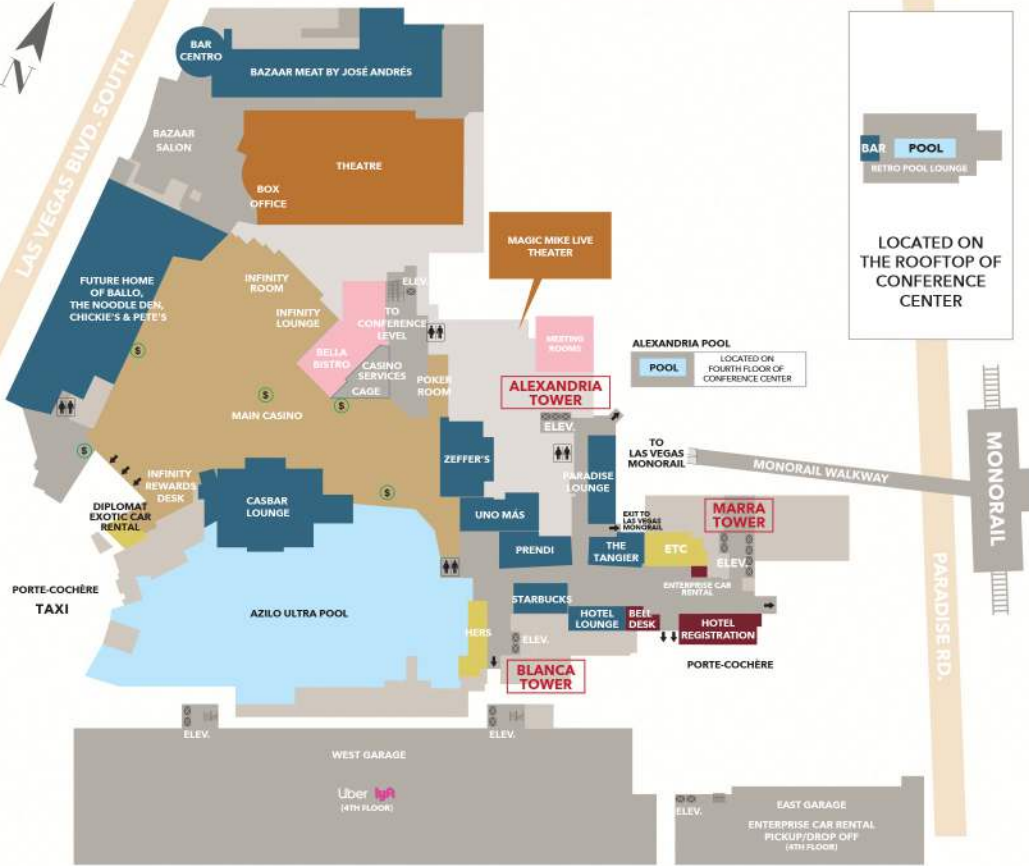 N
LAS VEGAS BLVD. SOUTH
BAR
CENTRO
BAZAAR MEAT BY JOSÉ ANDRÉS
BAZAAR
SALON
THEATRE
BOX
OFFICE
BAR
POOL
RETRO POOL LOUNGE
LOCATED ON
THE ROOFTOP OF
CONFERENCE
CENTER
MAGIC MIKE LIVE
THEATER
FUTURE HOME
OF BALLO,
THE NOODLE DEN,
CHICKIE'S & PETE'S
INFINITY
ROOM
INFINITY
LOUNGE
ELEV.
TO
CONFERENCE
LEVEL
BELLA
BISTRO
CASINO
SERVICES
CAGE
POKER
ROOM
MEETING
ROOMS
ALEXANDRIA POOL
POOL
LOCATED ON
FOURTH FLOOR OF
CONFERENCE CENTER
ALEXANDRIA
TOWER
ELEV.
$
$
$
$
$
MAIN CASINO
ZEFFER'S
PARADISE
LOUNGE
TO
LAS VEGAS
MONORAIL
MONORAIL WALKWAY
MONORAIL
PARADISE RD.
INFINITY
REWARDS
DESK
DIPLOMAT
EXOTIC CAR
RENTAL
CASBAR
LOUNGE
UNO MÁS
EXIT TO
LAS VEGAS
MONORAIL
MARRA
TOWER
PRENDI
THE
TANGIER
ETC
ELEV.
ENTERPRISE CAR
RENTAL
PORTE-COCHÈRE
TAXI
AZILO ULTRA POOL
STARBUCKS
HERS
HOTEL
LOUNGE
BELL
DESK
HOTEL
REGISTRATION
ELEV.
PORTE-COCHÈRE
BLANCA
TOWER
ELEV.
ELEV.
WEST GARAGE
Uber lyft
(4TH FLOOR)
ELEV.
EAST GARAGE
ENTERPRISE CAR RENTAL
PICKUP/DROP OFF
(4TH FLOOR)